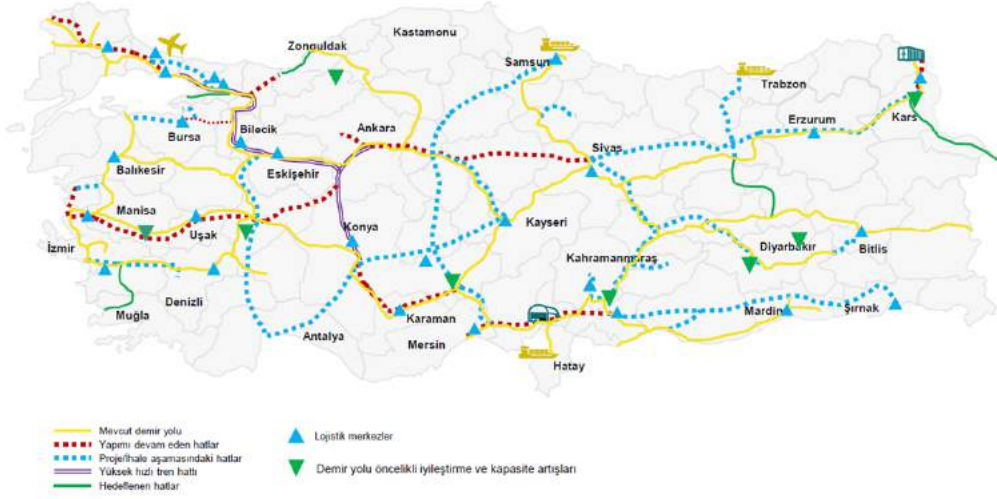 Kastamonu
Zonguldak
Samsun
Trabzon
Kars
Erzurum
Bursa
Bilecik
Ankara
Sivas
Eskişehir
Balıkesir
Manisa
Uşak
Konya
Kayseri
İzmir
Diyarbakır
Bitlis
Kahramanmaraş
Denizli
Muğla
Antalya
Karaman
Mersin
Mardin
Şırnak
Hatay
Mevcut demir yolu
Yapımı devam eden hatlar
Proje/İhale aşamasındaki hatlar
Yüksek hızlı tren hattı
Hedeflenen hatlar
Lojistik merkezler
Demir yolu öncelikli iyileştirme ve kapasite artışları